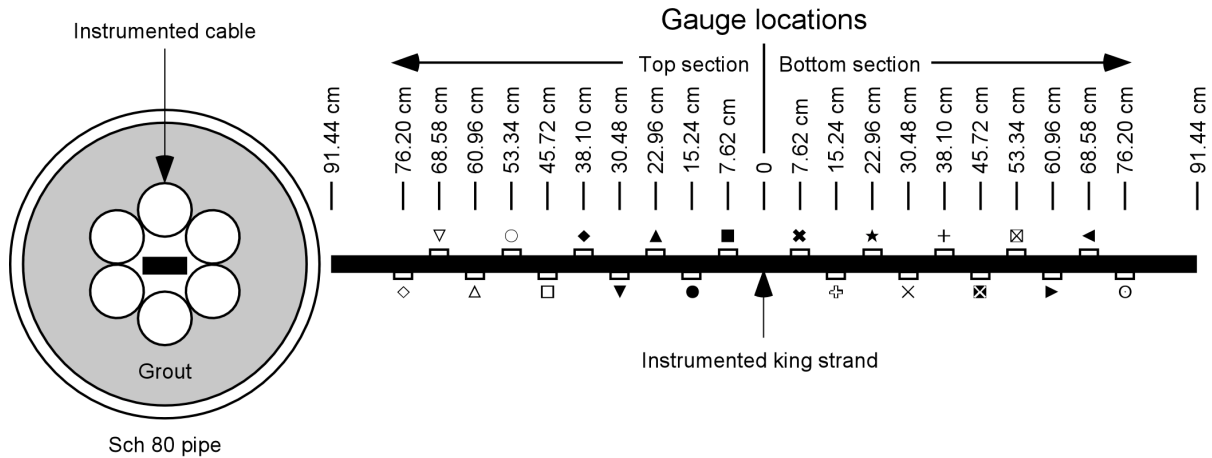 Instrumented cable
Grout
Sch 80 pipe
Gauge locations
Top section
Bottom section
91.44 cm
76.20 cm
68.58 cm
60.96 cm
53.34 cm
45.72 cm
38.10 cm
30.48 cm
22.96 cm
15.24 cm
7.62 cm
0
7.62 cm
15.24 cm
22.96 cm
30.48 cm
38.10 cm
45.72 cm
53.34 cm
60.96 cm
68.58 cm
76.20 cm
91.44 cm
Instrumented king strand